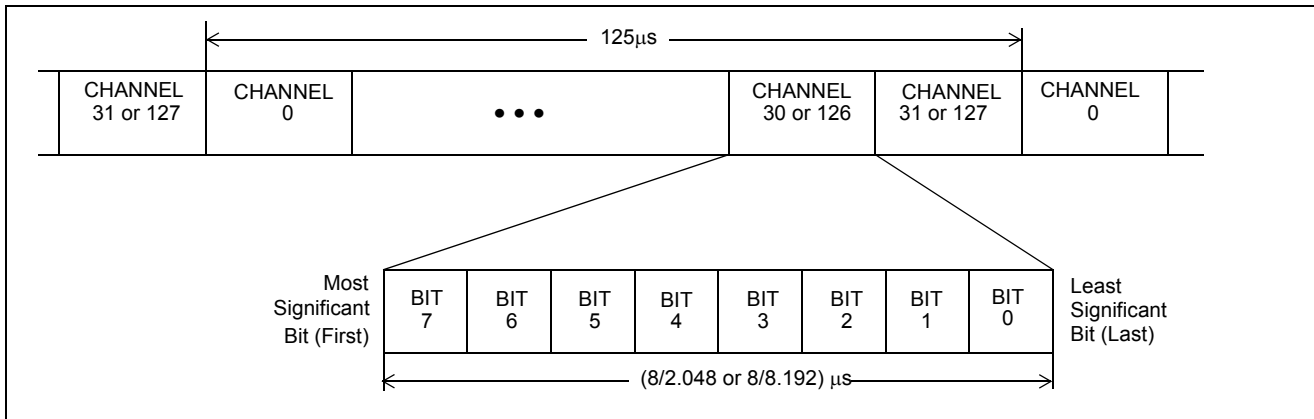 125μs
CHANNEL
31 or 127
CHANNEL
0
• • •
CHANNEL
30 or 126
CHANNEL
31 or 127
CHANNEL
0
Most
Significant
Bit (First)
BIT
7
BIT
6
BIT
5
BIT
4
BIT
3
BIT
2
BIT
1
BIT
0
Least
Significant
Bit (Last)
(8/2.048 or 8/8.192) μs